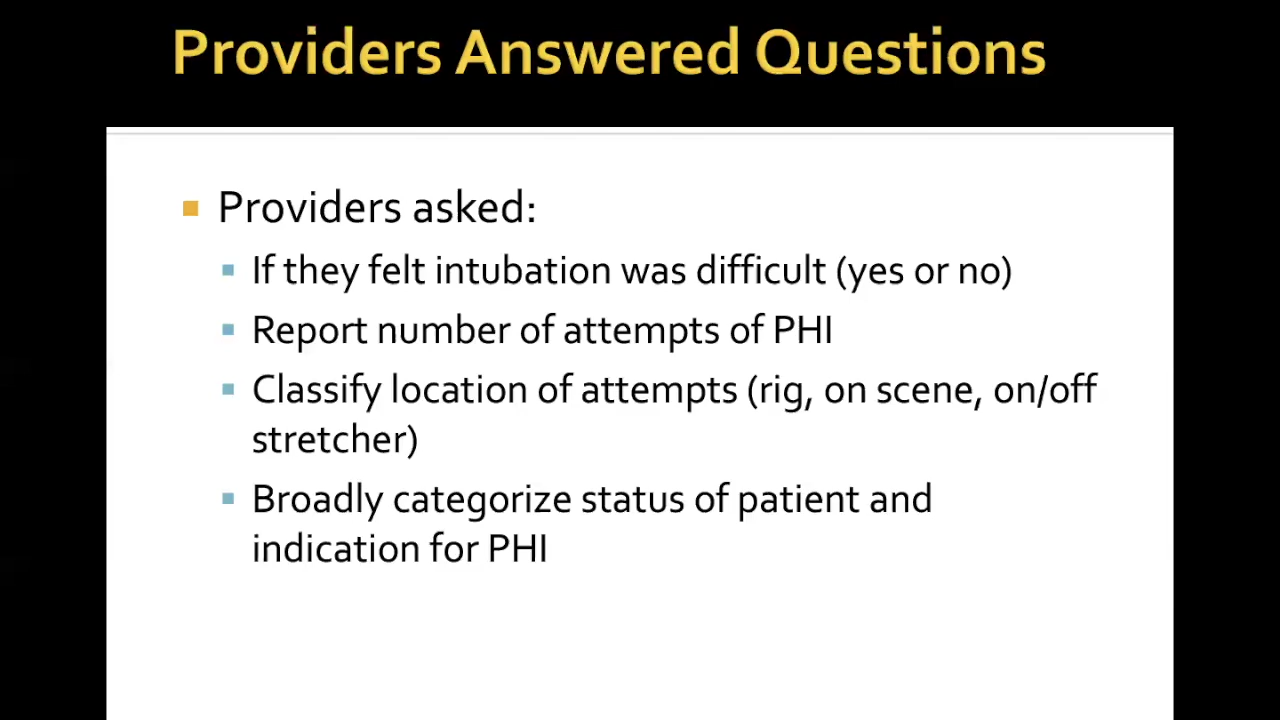 Providers Answered Questions
Providers asked:
If they felt intubation was difficult (yes or no)
Report number of attempts of PHI
Classify location of attempts (rig, on scene, on/off
stretcher)
Broadly categorize status of patient and
indication for PHI